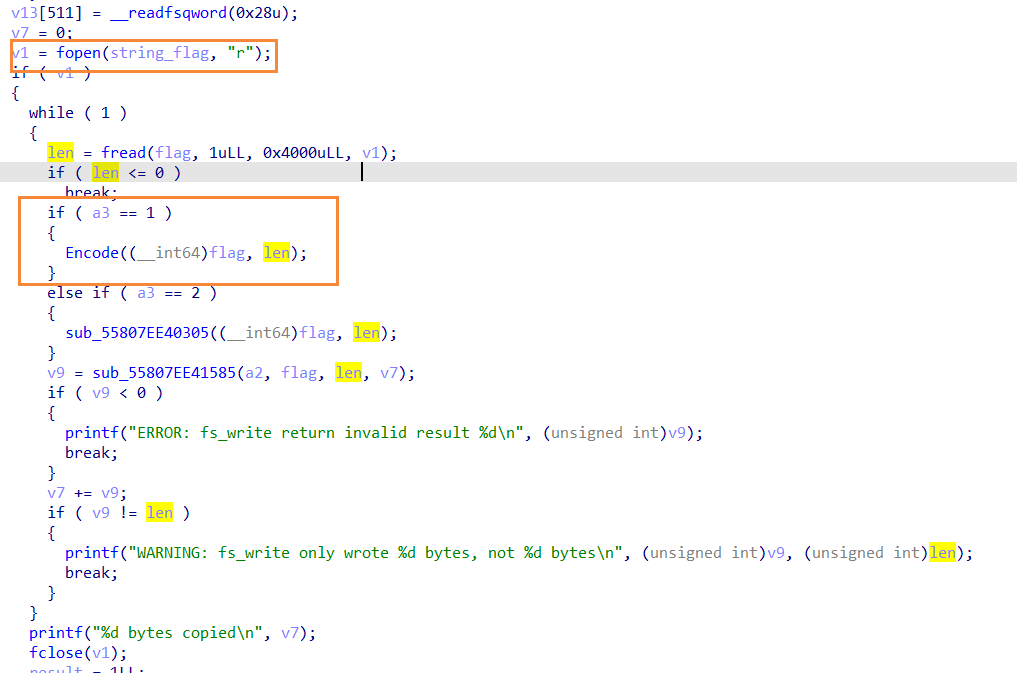 v13[511] = __readfsqword(0x28u);
v7 = 0;
v1 = fopen(string_flag, "r");
if ( v1 )
{
while ( 1 )
{
len = fread(flag, 1uLL, 0x4000uLL, v1);
if ( len <= 0 )
break;
if ( a3 == 1 )
{
Encode((__int64)flag, len);
}
else if ( a3 == 2 )
{
sub_55807EE40305((__int64)flag, len);
}
v9 = sub_55807EE41585(a2, flag, len, v7);
if ( v9 < 0 )
{
printf("ERROR: fs_write return invalid result %d\n", (unsigned int)v9);
break;
}
v7 += v9;
if ( v9 != len )
{
printf("WARNING: fs_write only wrote %d bytes, not %d bytes\n", (unsigned int)v9, (unsigned int)len);
break;
}
}
printf("%d bytes copied\n", v7);
fclose(v1);
result = 1LL;